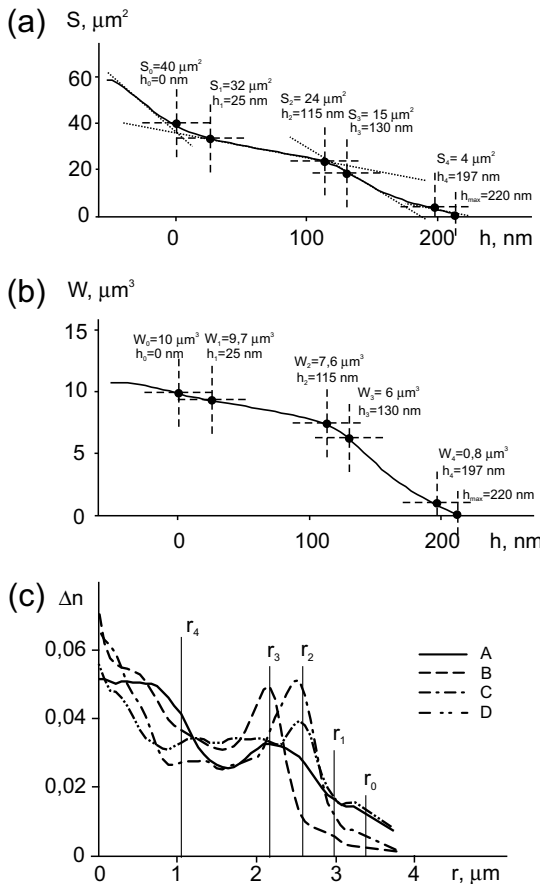 (a)
S, μm²
S₀=40 μm²
h₀=0 nm
S₁=32 μm²
h₁=25 nm
S₂= 24 μm²
h₂=115 nm
S₃= 15 μm²
h₃=130 nm
S₄= 4 μm²
h₄=197 nm
hmax=220 nm
60
40
20
0
0
100
200
h, nm
(b)
W, μm³
W₀=10 μm³
h₀=0 nm
W₁=9,7 μm³
h₁=25 nm
W₂=7,6 μm³
h₂=115 nm
W₃= 6 μm³
h₃=130 nm
W₄=0,8 μm³
h₄=197 nm
hmax=220 nm
15
10
5
0
0
100
200
h, nm
(c)
Δn
0,06
0,04
0,02
0
r₄
r₃
r₂
r₁
r₀
A
B
C
D
0
1
2
3
4
r, μm